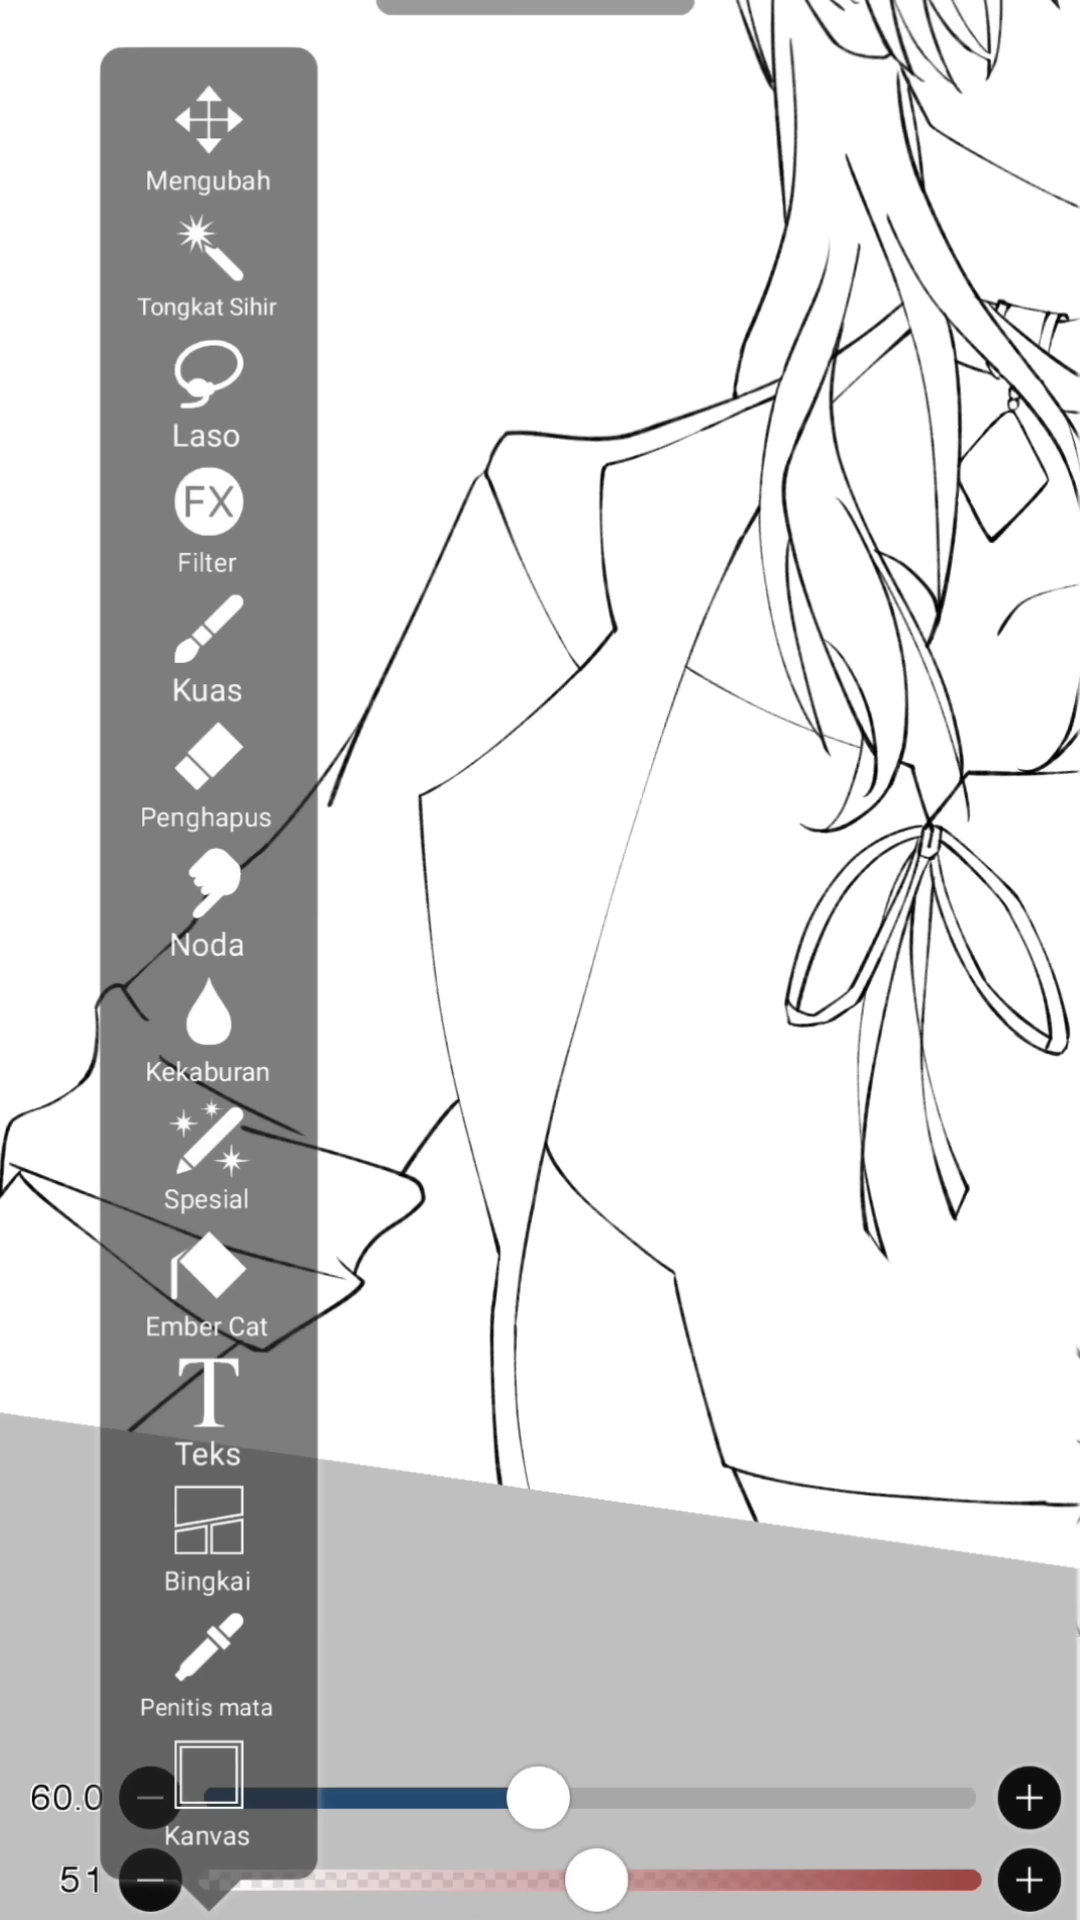 Mengubah
Tongkat Sihir
Laso
FX
Filter
Kuas
Penghapus
Noda
Kekaburan
Spesial
Ember Cat
T
Teks
Bingkai
Penitis mata
60.0
Kanvas
51